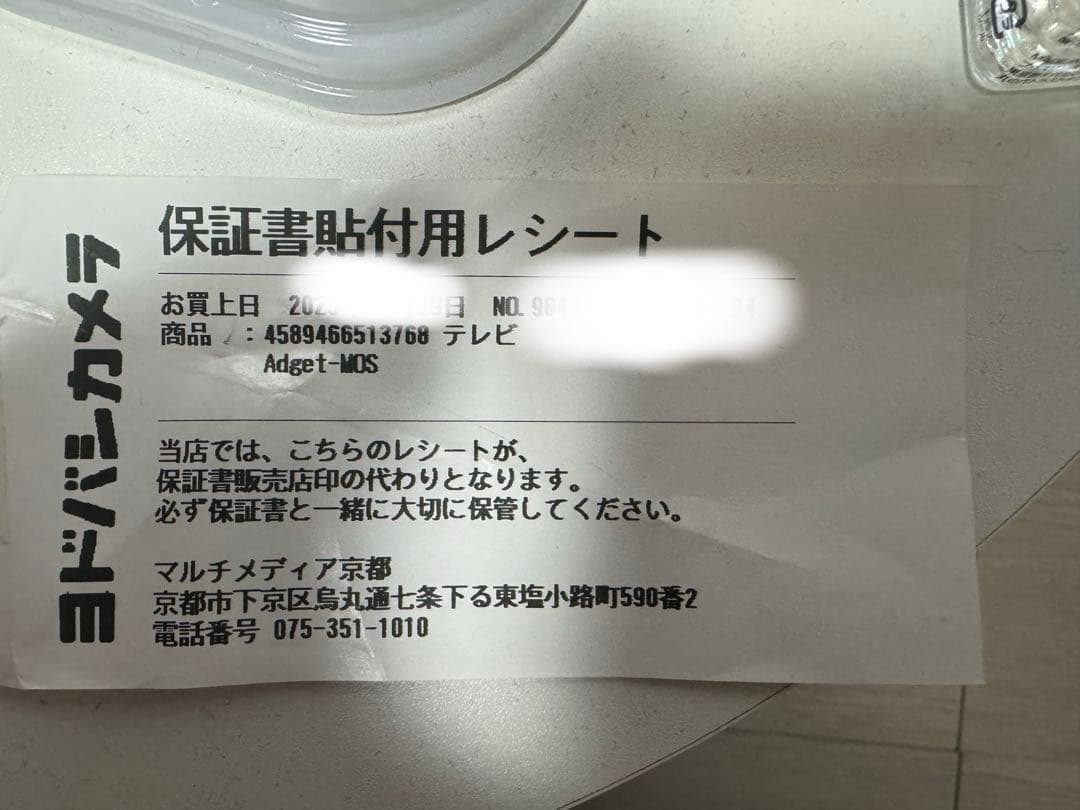 ヨドバシカメラ
保証書貼付用レシート
お買上日 202 9日 NO. 984 124
商品 : 4589466513768 テレビ
Adget-MOS
当店では、こちらのレシートが、
保証書販売店印の代わりとなります。
必ず保証書と一緒に大切に保管してください。
マルチメディア京都
京都市下京区烏丸通七条下る東塩小路町590番2
電話番号 075-351-1010